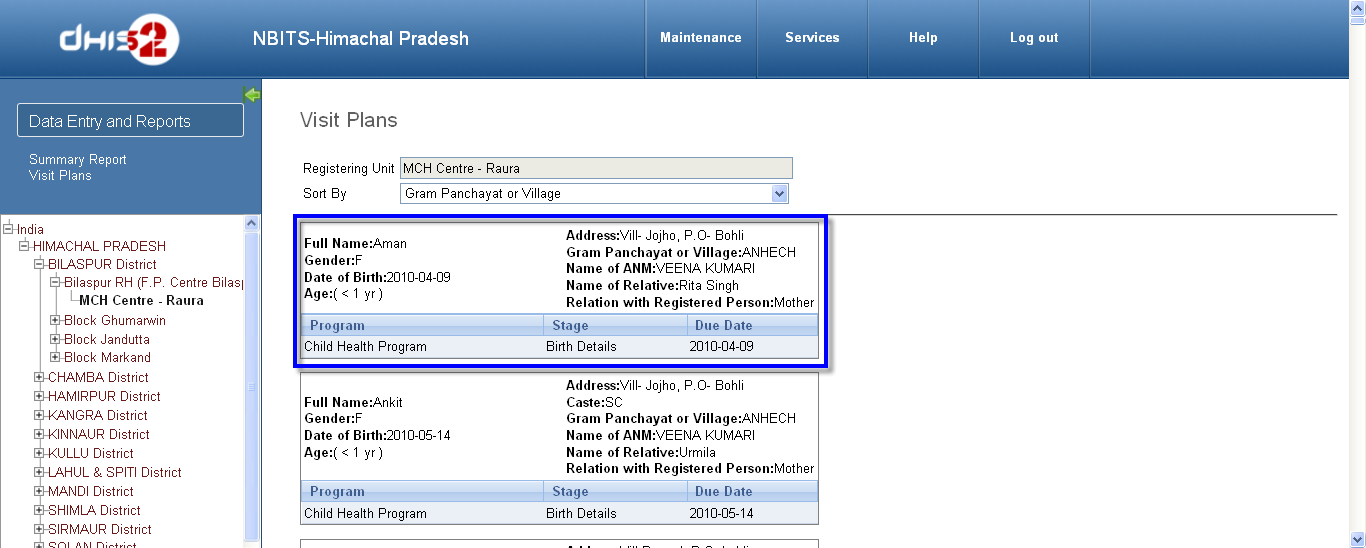 dHIS2
NBITS-Himachal Pradesh
Maintenance
Services
Help
Log out
Data Entry and Reports
Summary Report
Visit Plans
India
HIMACHAL PRADESH
BILASPUR District
Bilaspur RH (F.P. Centre Bilasp
MCH Centre - Raura
Block Ghumarwin
Block Jandutta
Block Markand
CHAMBA District
HAMIRPUR District
KANGRA District
KINNAUR District
KULLU District
LAHUL & SPITI District
MANDI District
SHIMLA District
SIRMAUR District
SOLAN District
Visit Plans
Registering Unit MCH Centre - Raura
Sort By Gram Panchayat or Village
Full Name:Aman
Gender:F
Date of Birth:2010-04-09
Age:( < 1 yr )
Address:Vill- Jojho, P.O- Bohli
Gram Panchayat or Village:ANHECH
Name of ANM:VEENA KUMARI
Name of Relative:Rita Singh
Relation with Registered Person:Mother
Program Stage Due Date
Child Health Program Birth Details 2010-04-09
Full Name:Ankit
Gender:F
Date of Birth:2010-05-14
Age:( < 1 yr )
Address:Vill- Jojho, P.O- Bohli
Caste:SC
Gram Panchayat or Village:ANHECH
Name of ANM:VEENA KUMARI
Name of Relative:Urmila
Relation with Registered Person:Mother
Program Stage Due Date
Child Health Program Birth Details 2010-05-14